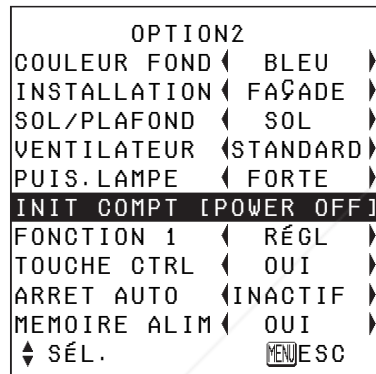 OPTION2
COULEUR FOND BLEU
INSTALLATION FAÇADE
SOL/PLAFOND SOL
VENTILATEUR STANDARD
PUIS.LAMPE FORTE
INIT COMPT [POWER OFF]
FONCTION 1 RÉGL
TOUCHE CTRL OUI
ARRET AUTO INACTIF
MEMOIRE ALIM OUI
SÉL. MENU ESC